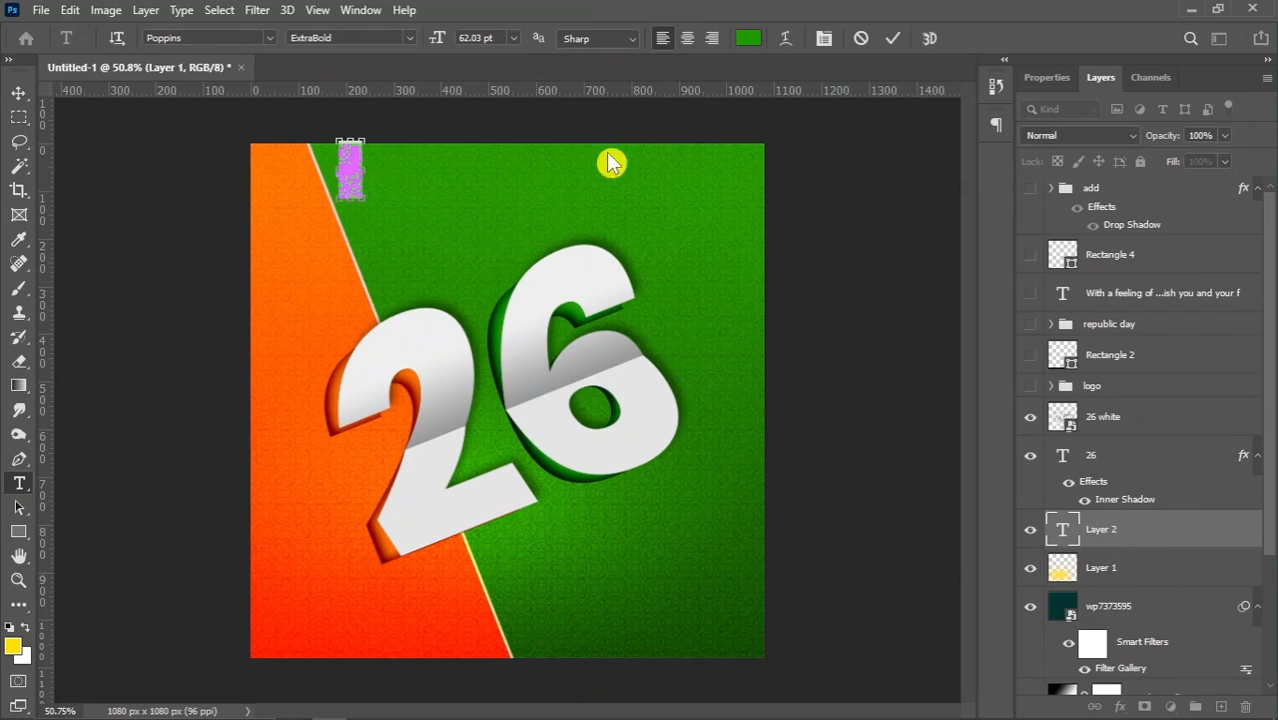 Ps File Edit Image Layer Type Select Filter 3D View Window Help
T Poppins ExtraBold 62.03 pt Sharp 3D
Untitled-1 @ 50.8% (Layer 1, RGB/8) * ×
Properties Layers Channels
400 300 200 100 0 100 200 300 400 500 600 700 800 900 1000 1100 1200 1300 1400
Kind
Normal Opacity: 100%
Lock: Fill: 100%
add fx
Effects
Drop Shadow
Rectangle 4
T With a feeling of ...ish you and your f
republic day
Rectangle 2
logo
26 white
T 26 fx
Effects
Inner Shadow
T Layer 2
Layer 1
wp7373595
Smart Filters
Filter Gallery
26
50.75% 1080 px x 1080 px (96 ppi)
fx